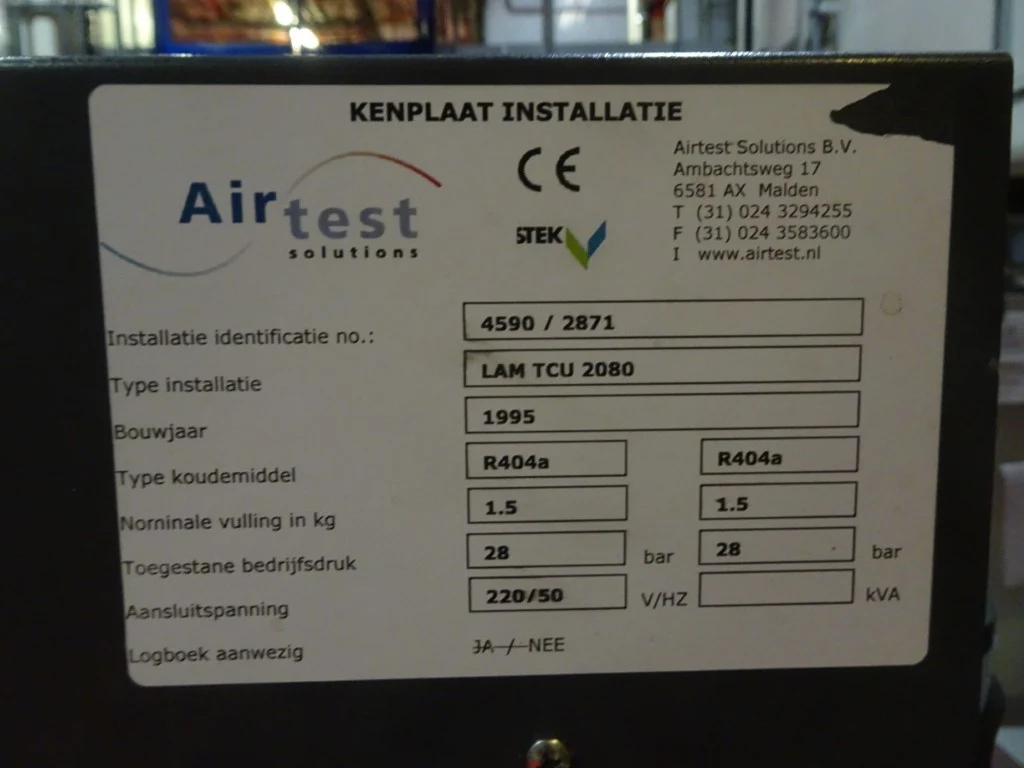 KENPLAAT INSTALLATIE
Airtest
solutions
CE
STEK
Airtest Solutions B.V.
Ambachtsweg 17
6581 AX Malden
T (31) 024 3294255
F (31) 024 3583600
I www.airtest.nl
Installatie identificatie no.: 4590 / 2871
Type installatie LAM TCU 2080
Bouwjaar 1995
Type koudemiddel R404a R404a
Norninale vulling in kg 1.5 1.5
Toegestane bedrijfsdruk 28 bar 28 bar
Aansluitspanning 220/50 V/HZ kVA
Logboek aanwezig JA / NEE